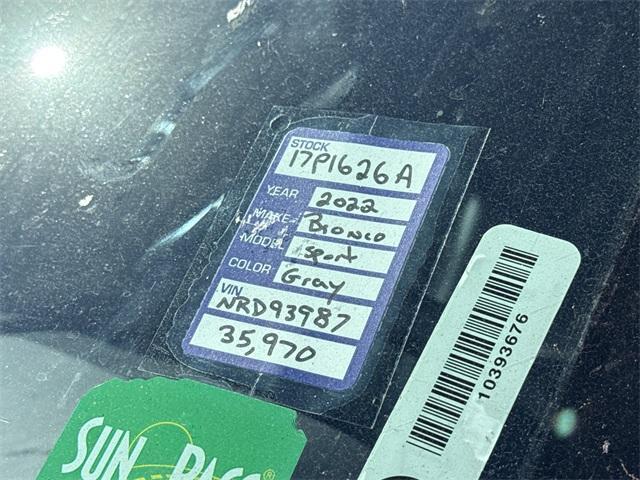 STOCK
17P1626A
YEAR 2022
MAKE Bronco
MODEL Sport
COLOR Gray
VIN
NRD93987
35,970
10393676
SUN PASS®